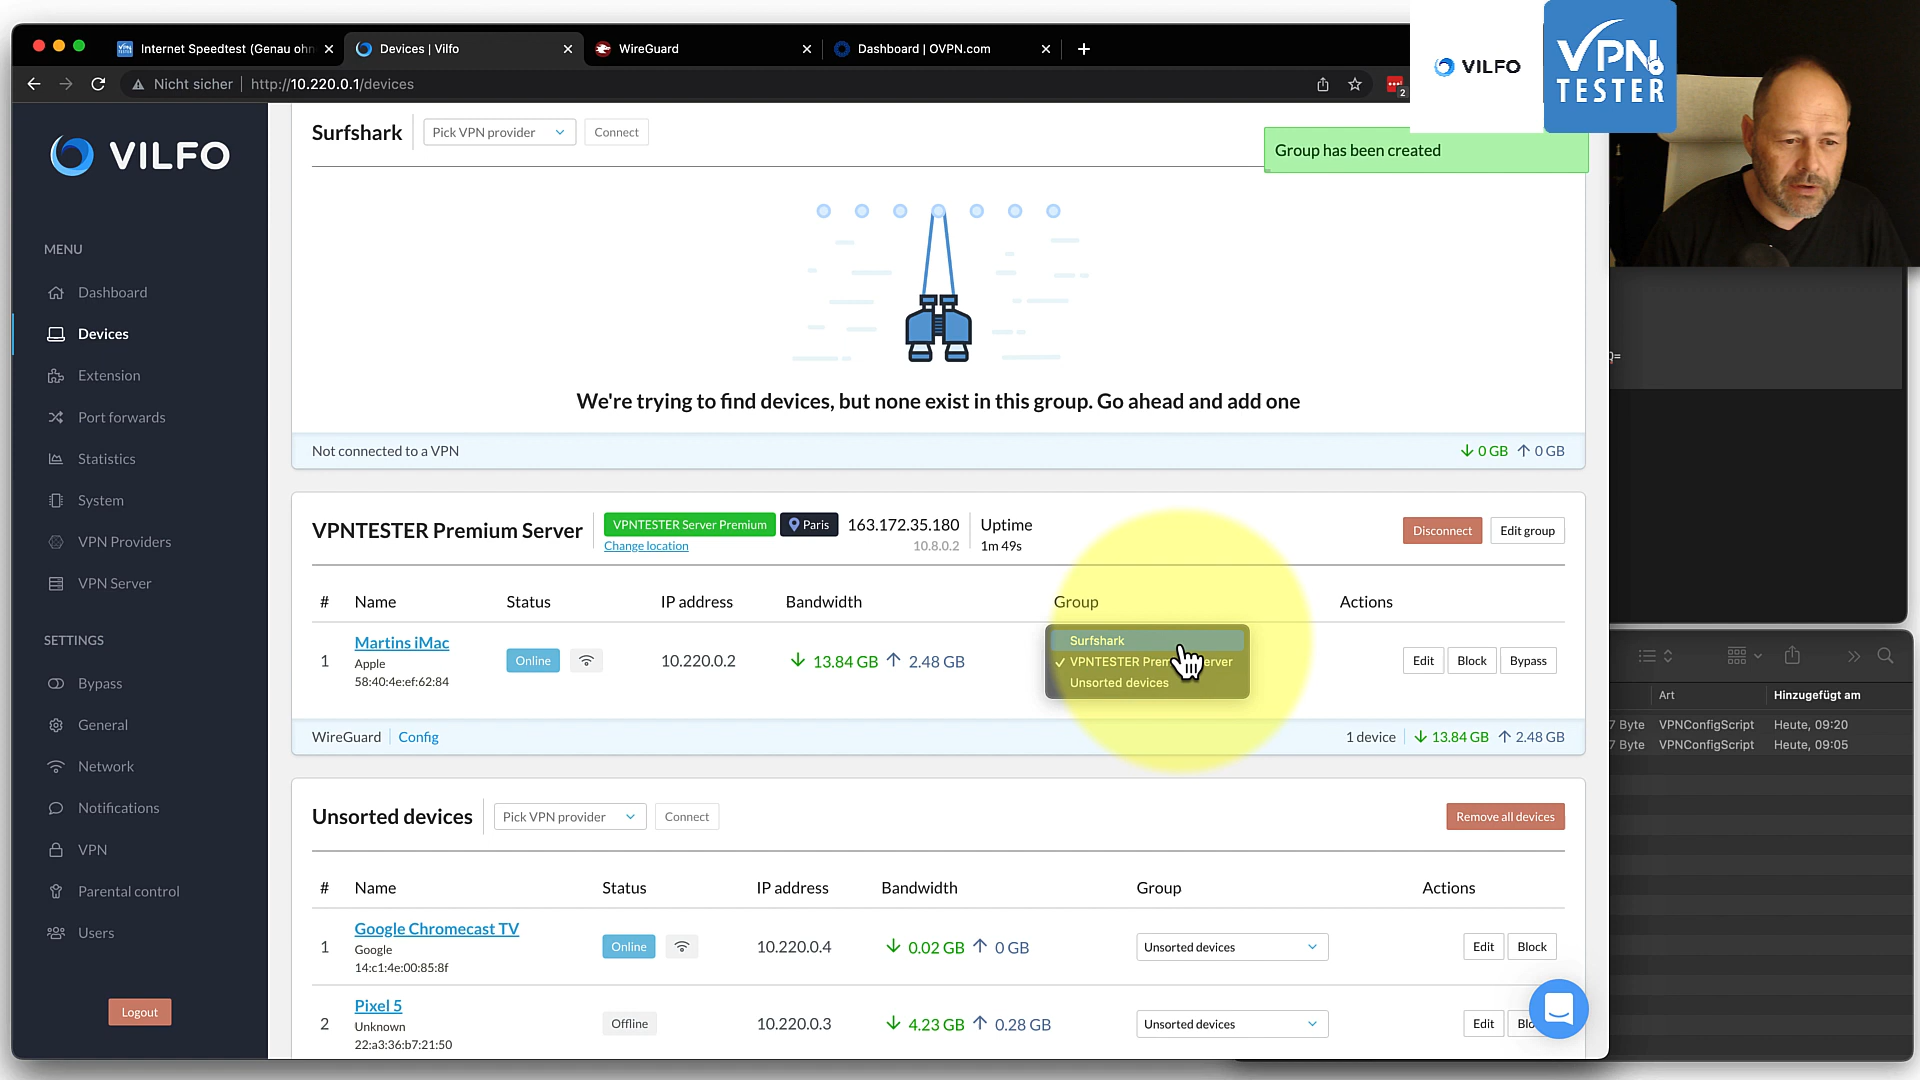 Internet Speedtest (Genau ohn
Devices | Vilfo
WireGuard
Dashboard | OVPN.com
Nicht sicher
http://10.220.0.1/devices
2
VILFO
VPN
TESTER
VILFO
MENU
Dashboard
Devices
Extension
Port forwards
Statistics
System
VPN Providers
VPN Server
SETTINGS
Bypass
General
Network
Notifications
VPN
Parental control
Users
Logout
Surfshark
Pick VPN provider
Connect
Group has been created
We're trying to find devices, but none exist in this group. Go ahead and add one
Not connected to a VPN
0 GB 0 GB
VPNTESTER Premium Server
VPNTESTER Server Premium
Paris
163.172.35.180
Uptime
Change location
10.8.0.2
1m 49s
Disconnect
Edit group
# Name Status IP address Bandwidth Group Actions
1
Martins iMac
Apple
58:40:4e:ef:62:84
Online
10.220.0.2
13.84 GB 2.48 GB
Surfshark
VPNTESTER Prem erver
Unsorted devices
Edit Block Bypass
WireGuard
Config
1 device
13.84 GB 2.48 GB
Unsorted devices
Pick VPN provider
Connect
Remove all devices
# Name Status IP address Bandwidth Group Actions
1
Google Chromecast TV
Google
14:c1:4e:00:85:8f
Online
10.220.0.4
0.02 GB 0 GB
Unsorted devices
Edit Block
2
Pixel 5
Unknown
22:a3:36:b7:21:50
Offline
10.220.0.3
4.23 GB 0.28 GB
Unsorted devices
Edit Blo
Art
Hinzugefügt am
7 Byte VPNConfigScript Heute, 09:20
7 Byte VPNConfigScript Heute, 09:05